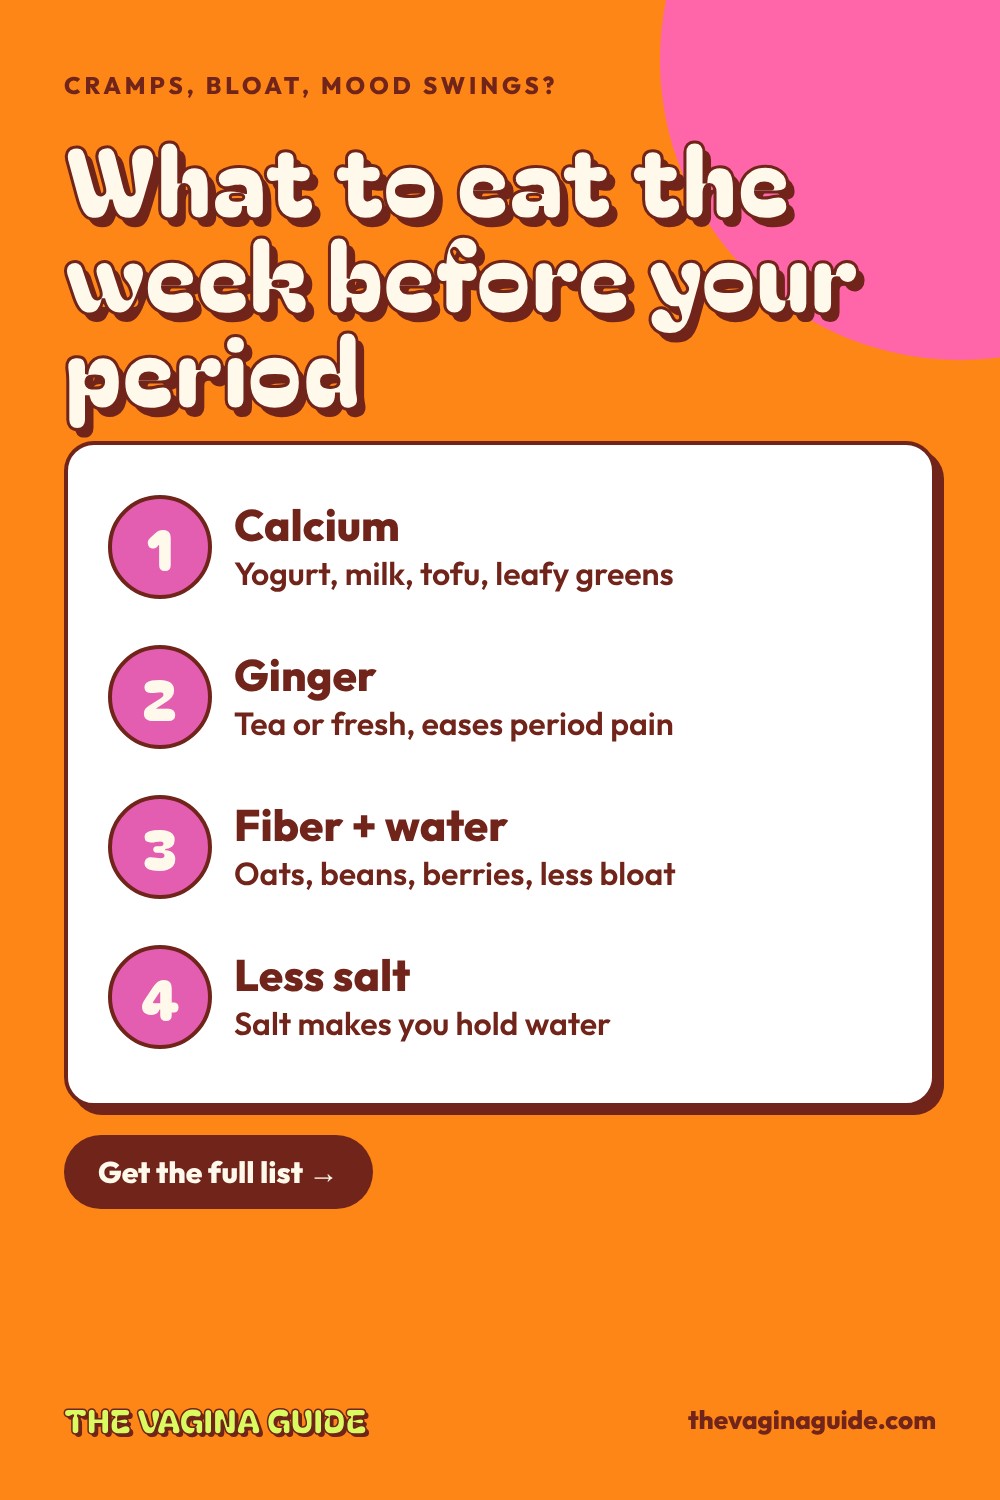 CRAMPS, BLOAT, MOOD SWINGS?
What to eat the
week before your
period
1
Calcium
Yogurt, milk, tofu, leafy greens
2
Ginger
Tea or fresh, eases period pain
3
Fiber + water
Oats, beans, berries, less bloat
4
Less salt
Salt makes you hold water
Get the full list →
THE VAGINA GUIDE
thevaginaguide.com